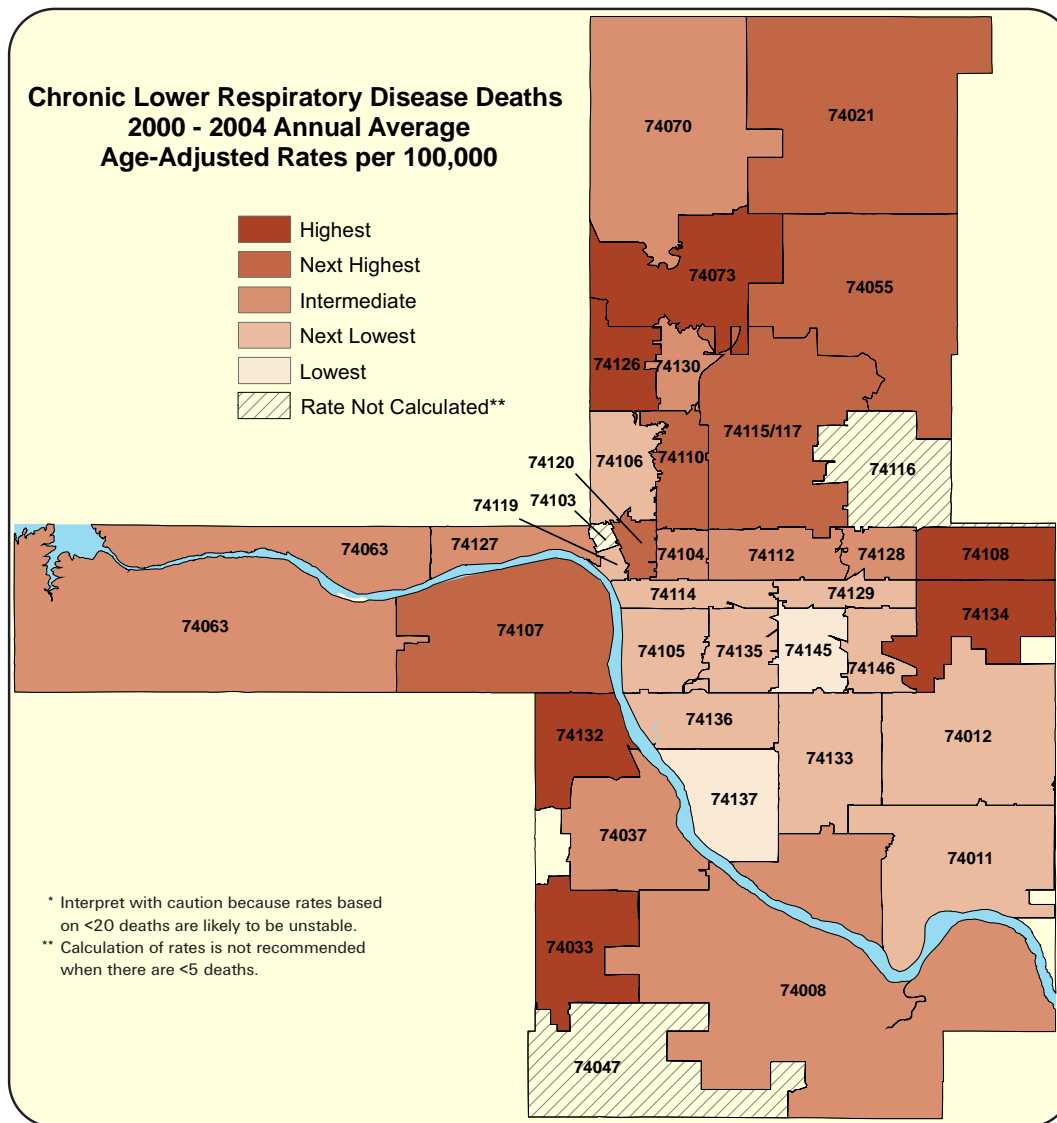 Chronic Lower Respiratory Disease Deaths
2000 - 2004 Annual Average
Age-Adjusted Rates per 100,000
Highest
Next Highest
Intermediate
Next Lowest
Lowest
Rate Not Calculated**
74070
74021
74073
74055
74126
74130
74106
74110
74115/117
74116
74120
74103
74119
74063
74127
74104
74112
74128
74108
74114
74129
74134
74063
74107
74105
74135
74145
74146
74132
74136
74133
74012
74137
74037
74011
74033
74008
74047
* Interpret with caution because rates based
on <20 deaths are likely to be unstable.
** Calculation of rates is not recommended
when there are <5 deaths.